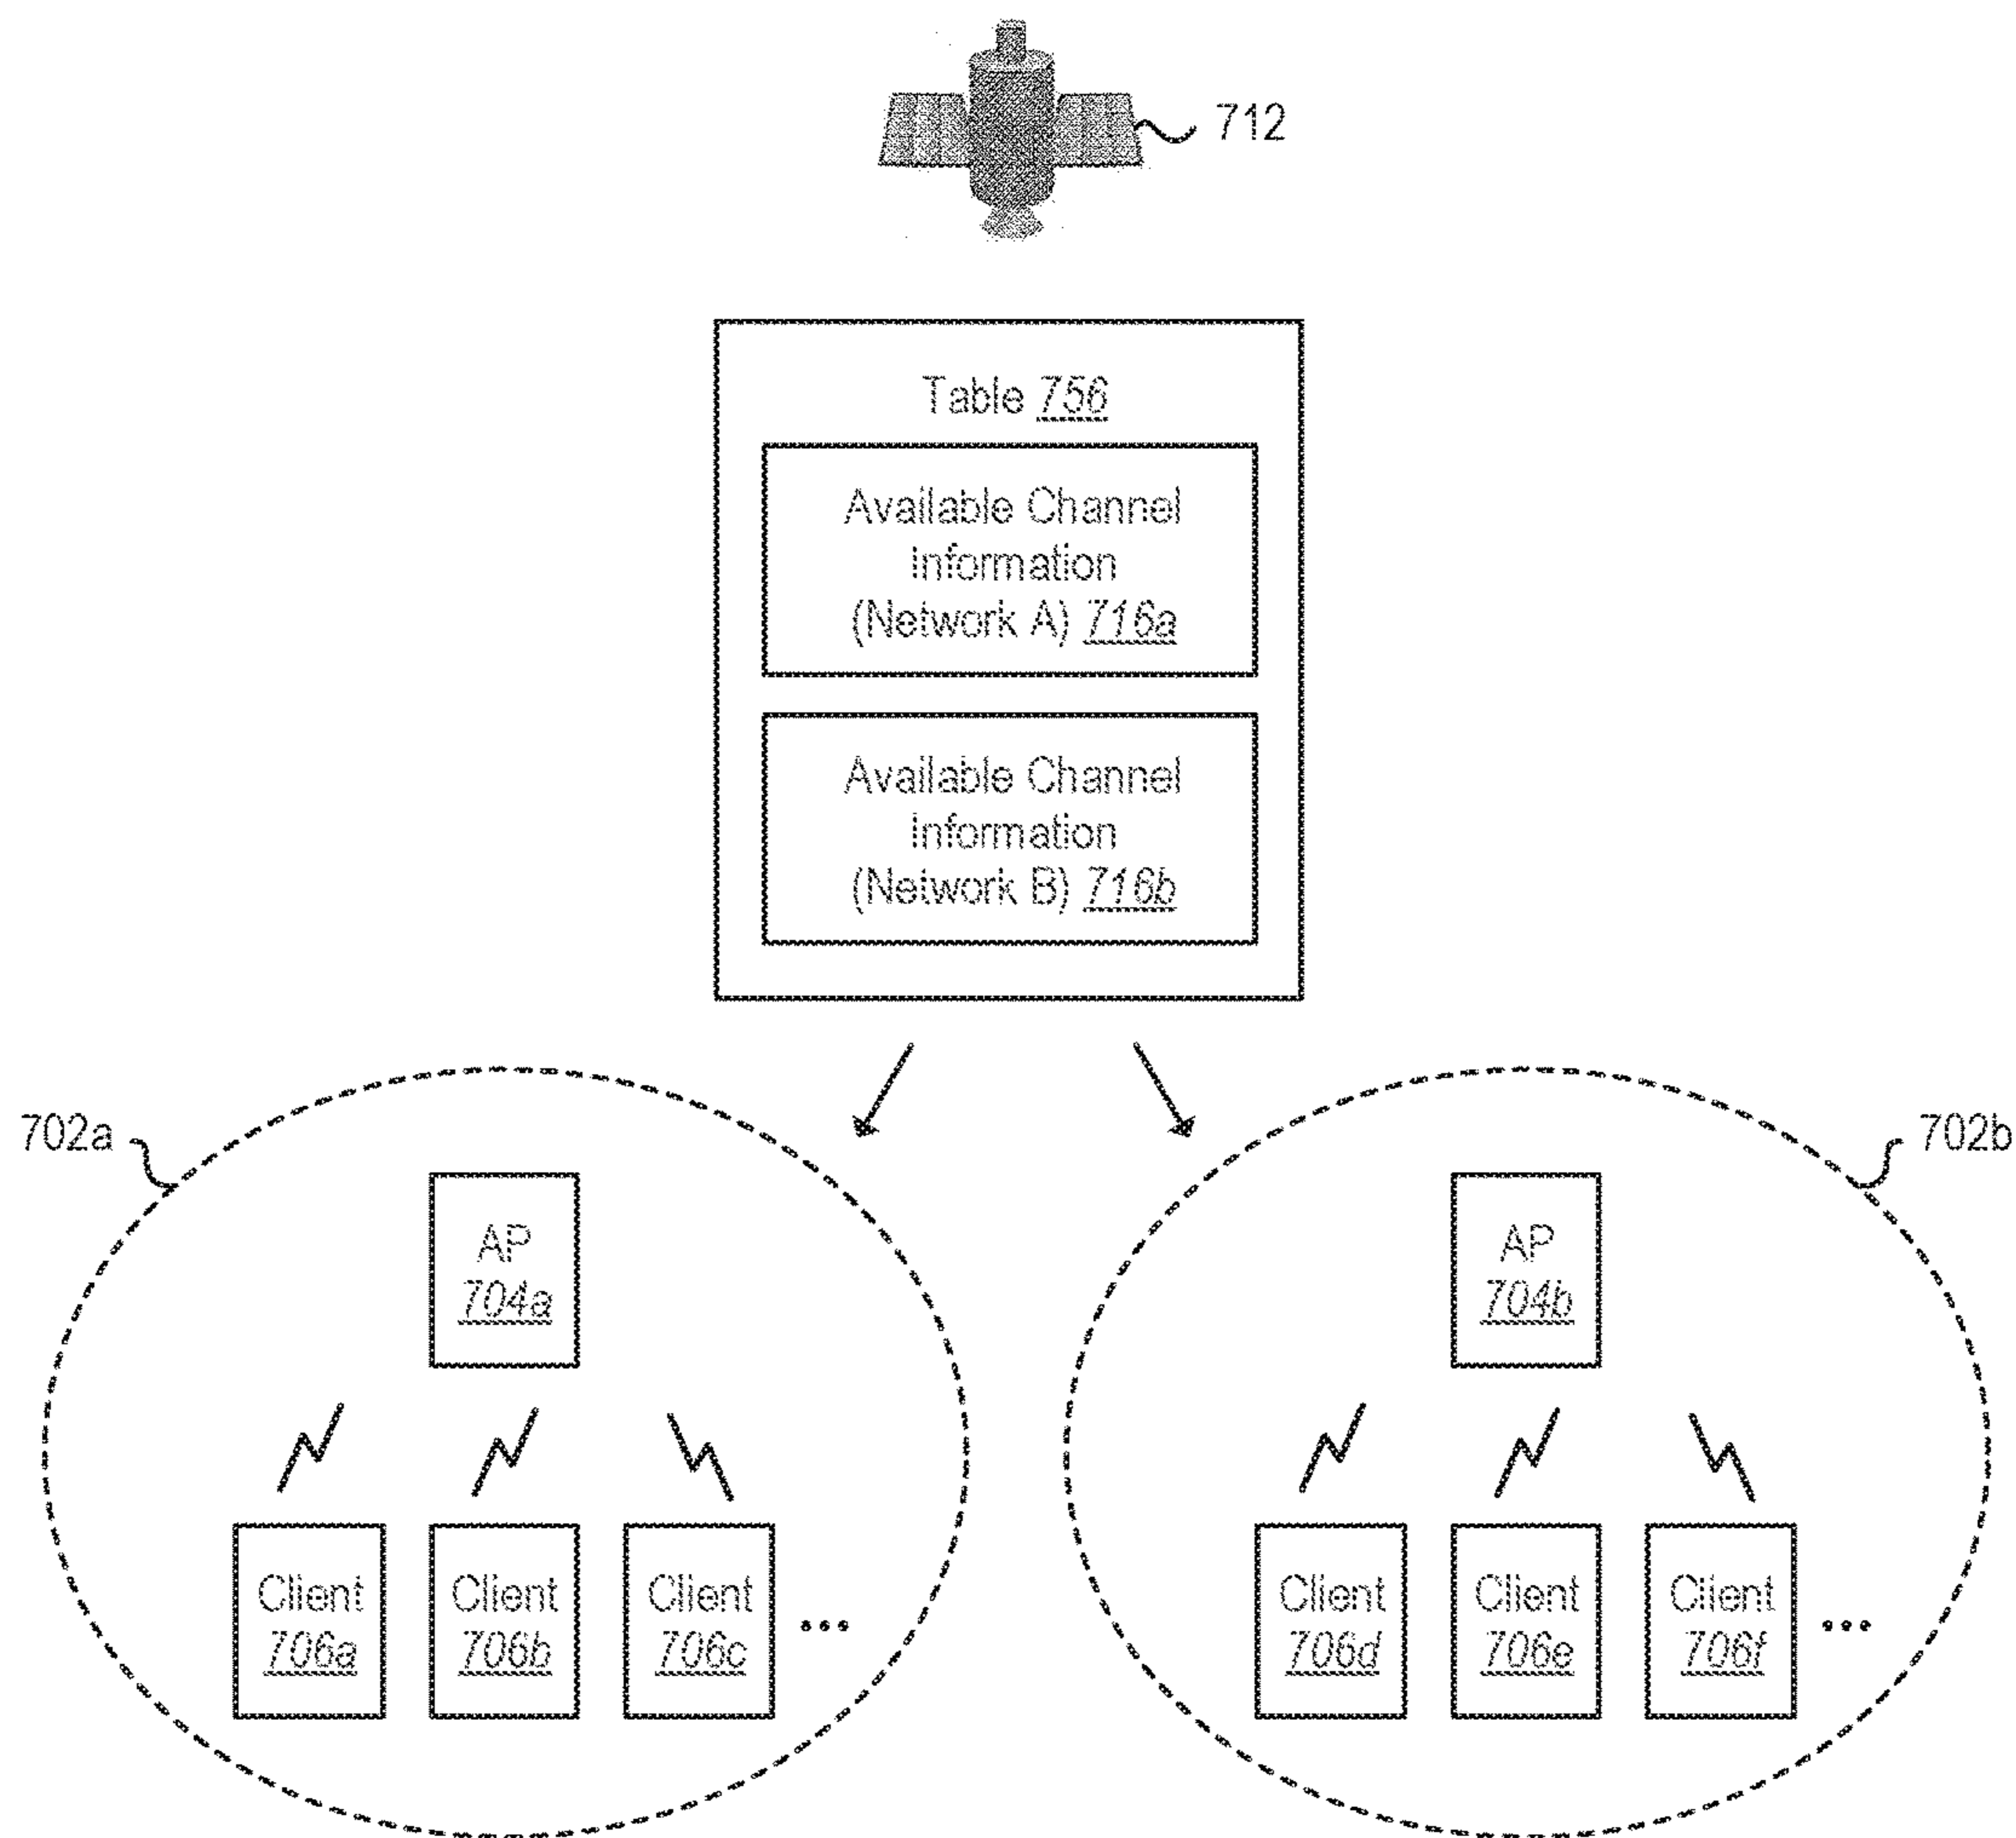 712
Table 756
Available Channel
Information
(Network A) 716a
Available Channel
Information
(Network B) 716b
702a
702b
AP
704a
AP
704b
Client
706a
Client
706b
Client
706c
...
Client
706d
Client
706e
Client
706f
...